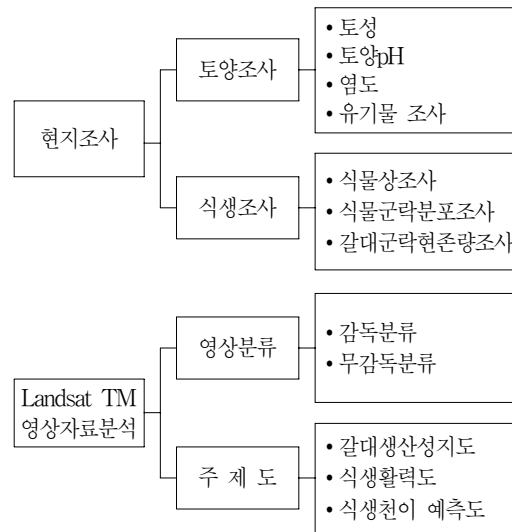 현지조사
토양조사
• 토성
• 토양pH
• 염도
• 유기물 조사
식생조사
• 식물상조사
• 식물군락분포조사
• 갈대군락현존량조사
Landsat TM
영상자료분석
영상분류
• 감독분류
• 무감독분류
주 제 도
• 갈대생산성지도
• 식생활력도
• 식생천이 예측도